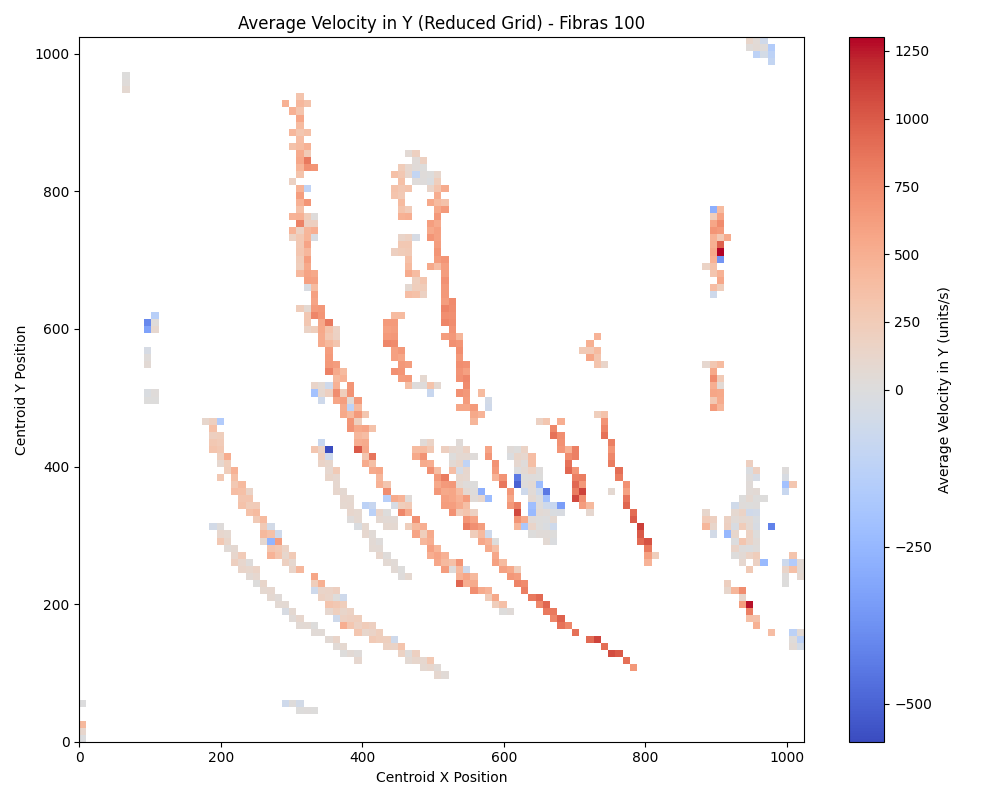 Average Velocity in Y (Reduced Grid) - Fibras 100
Centroid Y Position
1000
800
600
400
200
0
0 200 400 600 800 1000
Centroid X Position
1250
1000
750
500
250
0
−250
−500
Average Velocity in Y (units/s)